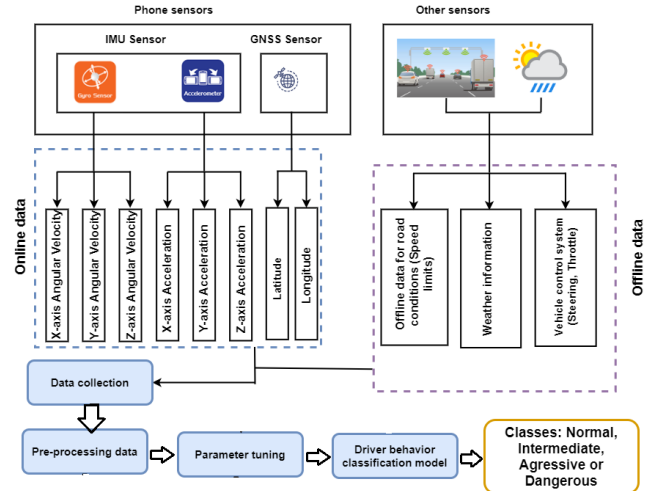 Phone sensors
Other sensors
IMU Sensor
GNSS Sensor
Gyro Sensor
Accelerometer
Online data
X-axis Angular Velocity
Y-axis Angular Velocity
Z-axis Angular Velocity
X-axis Acceleration
Y-axis Acceleration
Z-axis Acceleration
Latitude
Longitude
Offline data for road
conditions (Speed
limits)
Weather information
Vehicle control system
(Steering, Throttle)
Offline data
Data collection
Pre-processing data
Parameter tuning
Driver behavior
classification model
Classes: Normal,
Intermediate,
Agressive or
Dangerous